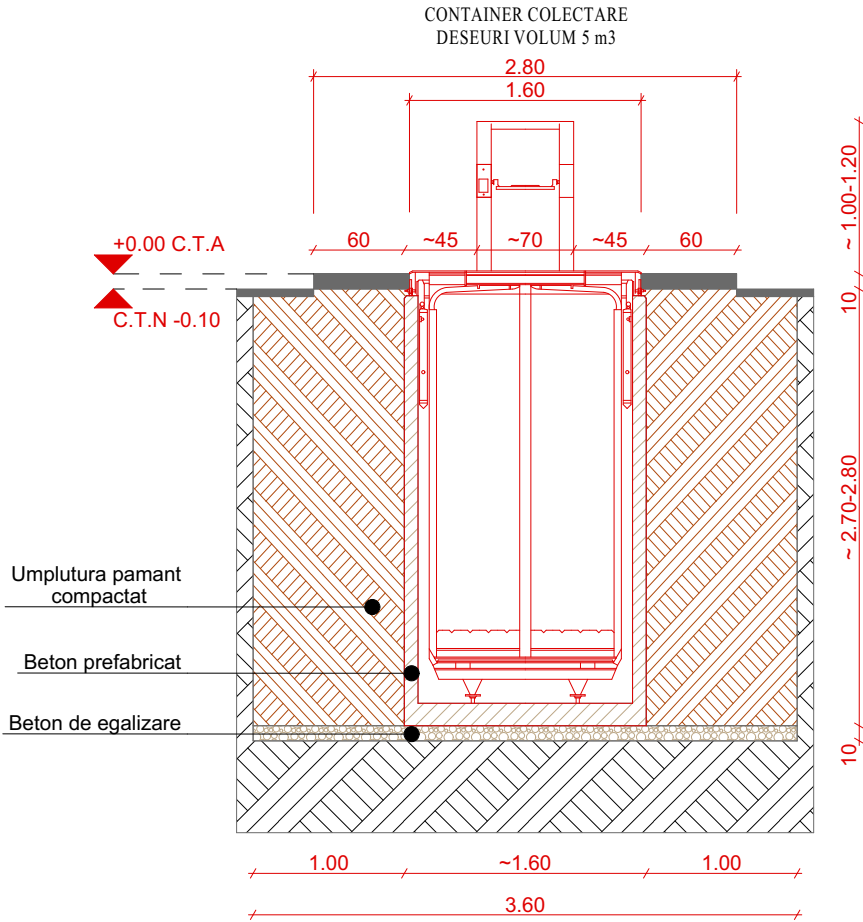 CONTAINER COLECTARE
DESEURI VOLUM 5 m3
2.80
1.60
~ 1.00-1.20
+0.00 C.T.A
60
~45
~70
~45
60
C.T.N -0.10
10
~ 2.70-2.80
Umplutura pamant
compactat
Beton prefabricat
Beton de egalizare
10
1.00
~1.60
1.00
3.60